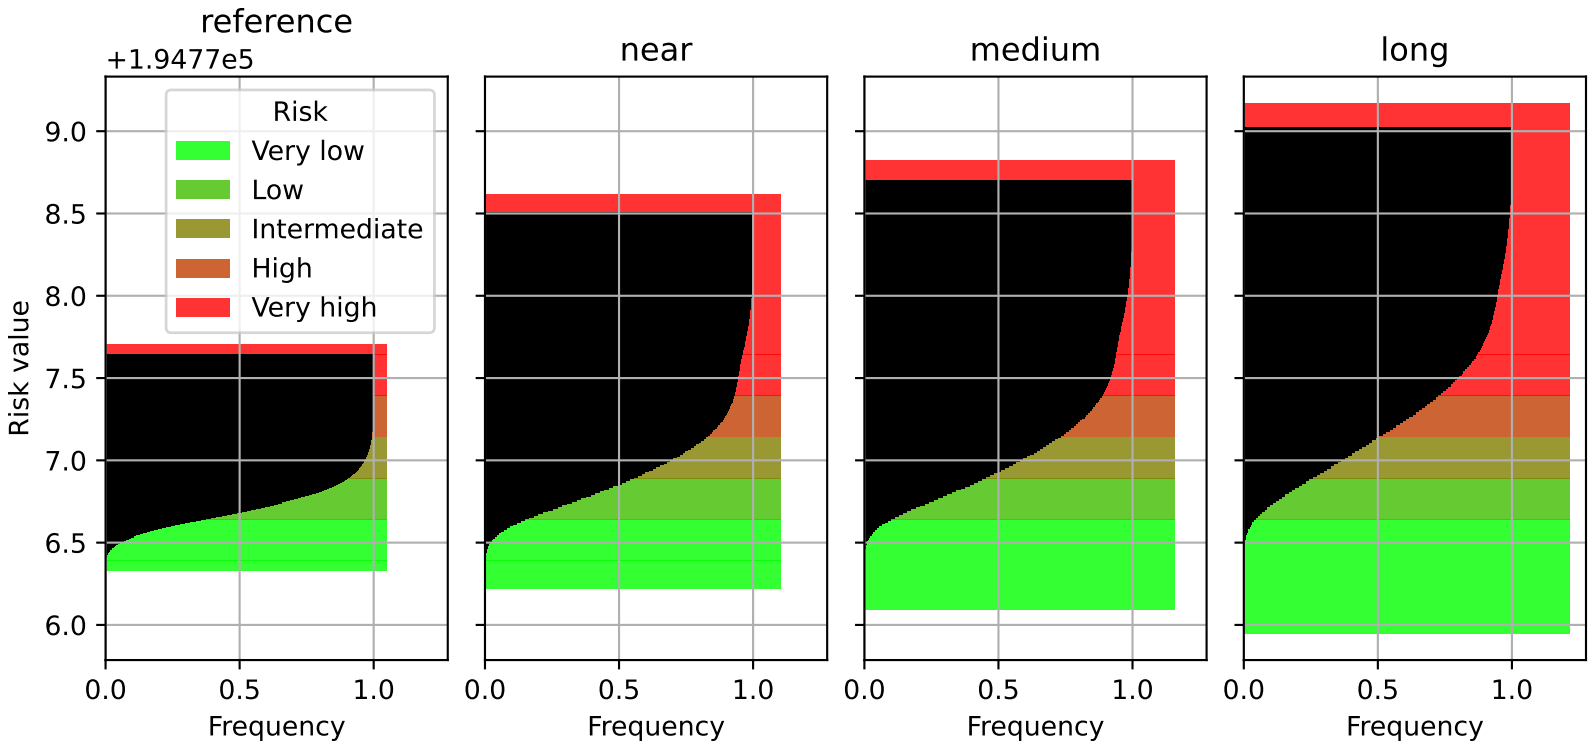 reference
near
medium
long
+1.9477e5
Risk
Very low
Low
Intermediate
High
Very high
Risk value
9.0
8.5
8.0
7.5
7.0
6.5
6.0
0.0 0.5 1.0
0.0 0.5 1.0
0.0 0.5 1.0
0.0 0.5 1.0
Frequency
Frequency
Frequency
Frequency